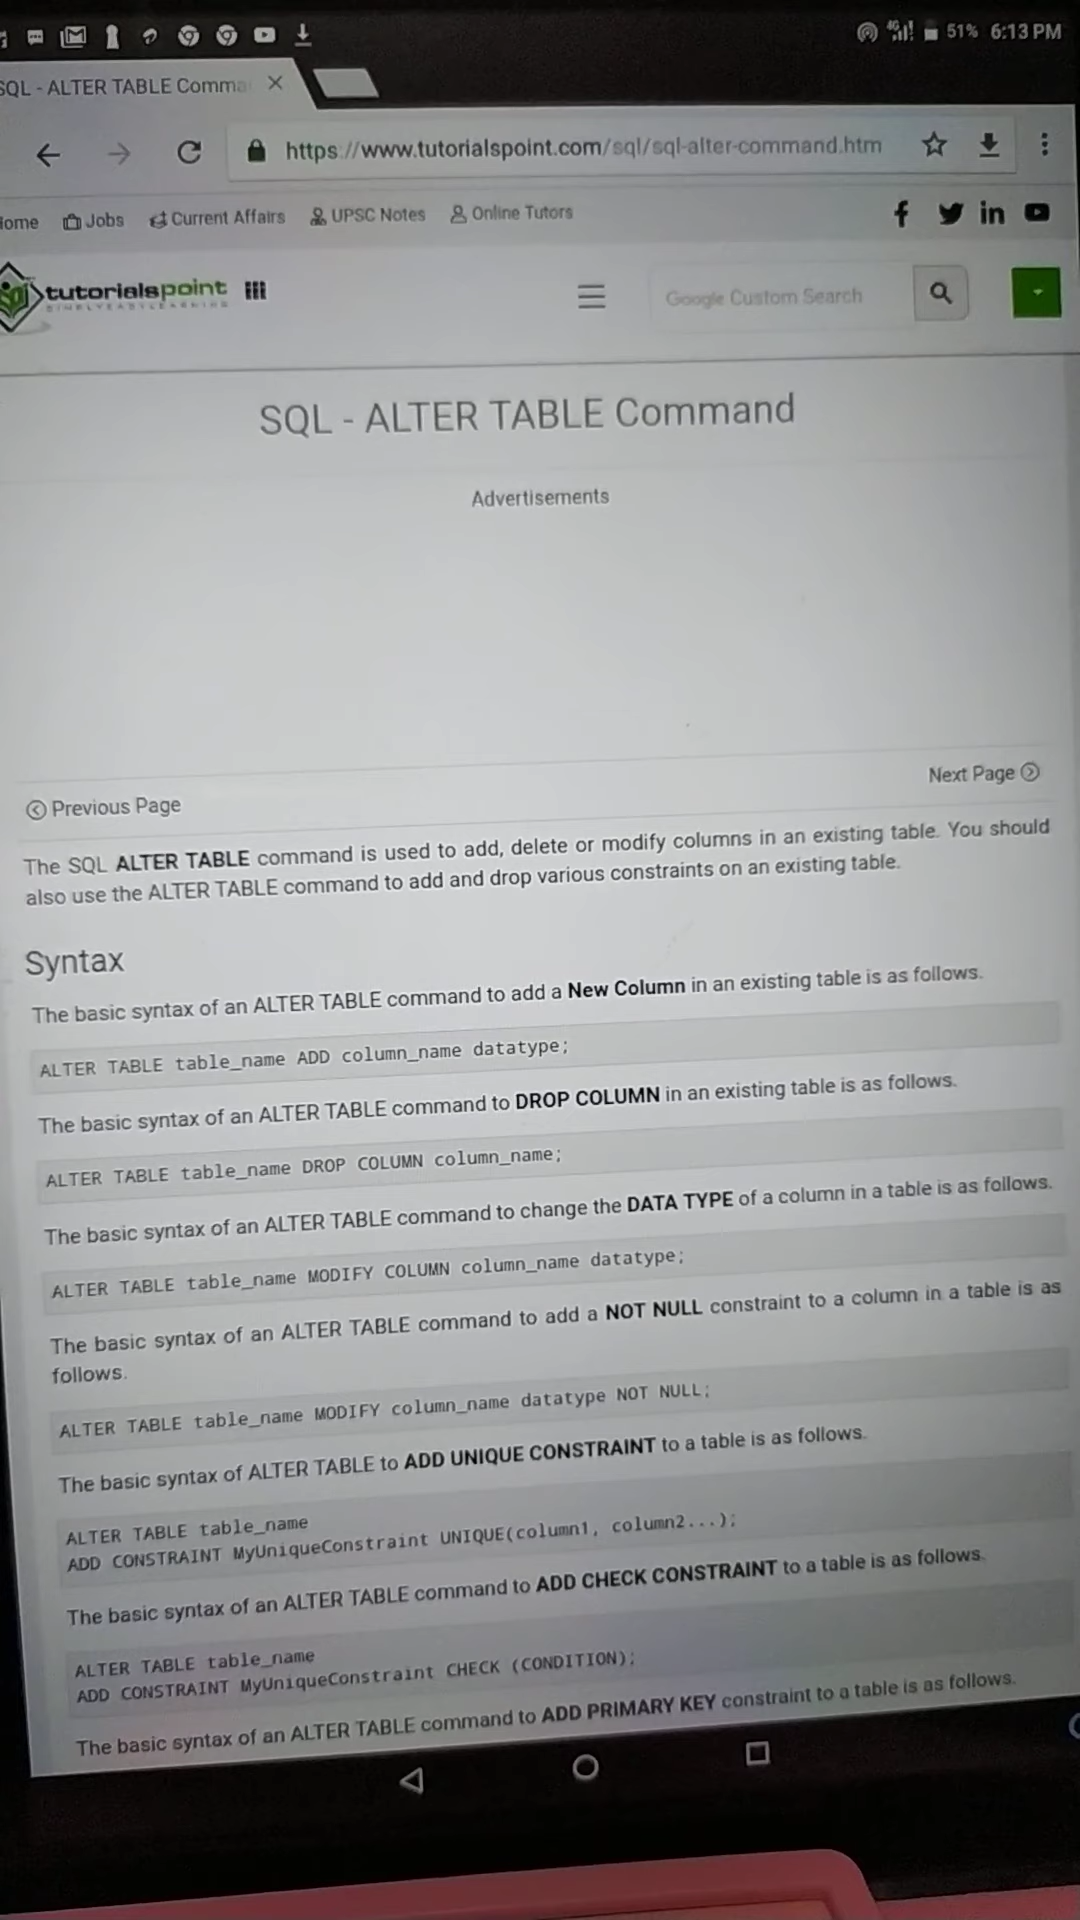 51% 6:13 PM
SQL - ALTER TABLE Comma
https://www.tutorialspoint.com/sql/sql-alter-command.htm
Home Jobs Current Affairs UPSC Notes Online Tutors
tutorialspoint
SIMPLYEASYLEARNING
Google Custom Search
SQL - ALTER TABLE Command
Advertisements
Next Page
Previous Page
The SQL ALTER TABLE command is used to add, delete or modify columns in an existing table. You should
also use the ALTER TABLE command to add and drop various constraints on an existing table.
Syntax
The basic syntax of an ALTER TABLE command to add a New Column in an existing table is as follows.
ALTER TABLE table_name ADD column_name datatype;
The basic syntax of an ALTER TABLE command to DROP COLUMN in an existing table is as follows.
ALTER TABLE table_name DROP COLUMN column_name;
The basic syntax of an ALTER TABLE command to change the DATA TYPE of a column in a table is as follows.
ALTER TABLE table_name MODIFY COLUMN column_name datatype;
The basic syntax of an ALTER TABLE command to add a NOT NULL constraint to a column in a table is as
follows.
ALTER TABLE table_name MODIFY column_name datatype NOT NULL;
The basic syntax of ALTER TABLE to ADD UNIQUE CONSTRAINT to a table is as follows.
ALTER TABLE table_name
ADD CONSTRAINT MyUniqueConstraint UNIQUE(column1, column2...);
The basic syntax of an ALTER TABLE command to ADD CHECK CONSTRAINT to a table is as follows.
ALTER TABLE table_name
ADD CONSTRAINT MyUniqueConstraint CHECK (CONDITION);
The basic syntax of an ALTER TABLE command to ADD PRIMARY KEY constraint to a table is as follows.